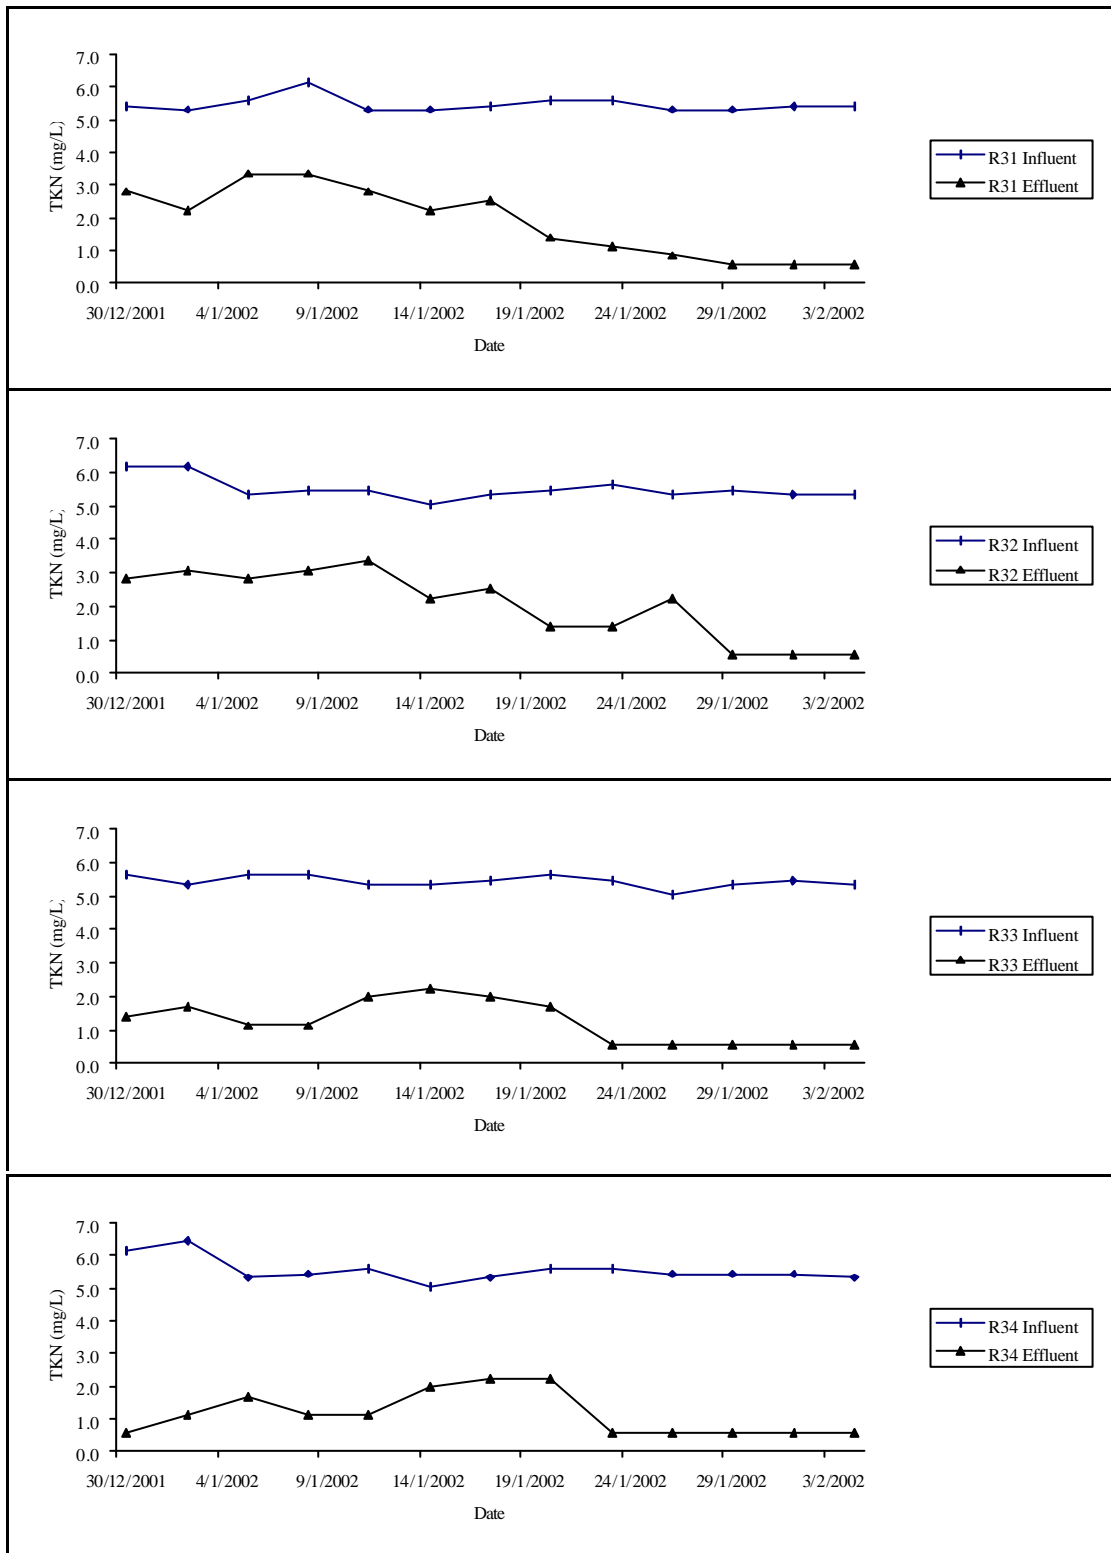 7.0
6.0
5.0
4.0
3.0
2.0
1.0
0.0
TKN (mg/L)
30/12/2001 4/1/2002 9/1/2002 14/1/2002 19/1/2002 24/1/2002 29/1/2002 3/2/2002
Date
R31 Influent
R31 Effluent
7.0
6.0
5.0
4.0
3.0
2.0
1.0
0.0
TKN (mg/L)
30/12/2001 4/1/2002 9/1/2002 14/1/2002 19/1/2002 24/1/2002 29/1/2002 3/2/2002
Date
R32 Influent
R32 Effluent
7.0
6.0
5.0
4.0
3.0
2.0
1.0
0.0
TKN (mg/L)
30/12/2001 4/1/2002 9/1/2002 14/1/2002 19/1/2002 24/1/2002 29/1/2002 3/2/2002
Date
R33 Influent
R33 Effluent
7.0
6.0
5.0
4.0
3.0
2.0
1.0
0.0
TKN (mg/L)
30/12/2001 4/1/2002 9/1/2002 14/1/2002 19/1/2002 24/1/2002 29/1/2002 3/2/2002
Date
R34 Influent
R34 Effluent